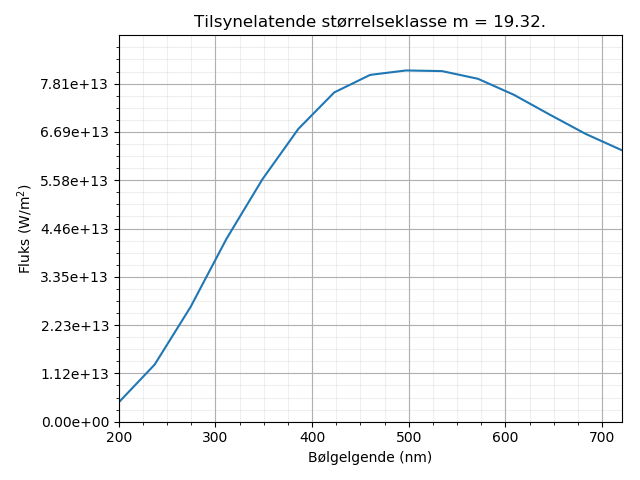 Tilsynelatende størrelseklasse m = 19.32.
7.81e+13
6.69e+13
5.58e+13
4.46e+13
3.35e+13
2.23e+13
1.12e+13
0.00e+00
Fluks (W/m²)
200 300 400 500 600 700
Bølgelgende (nm)